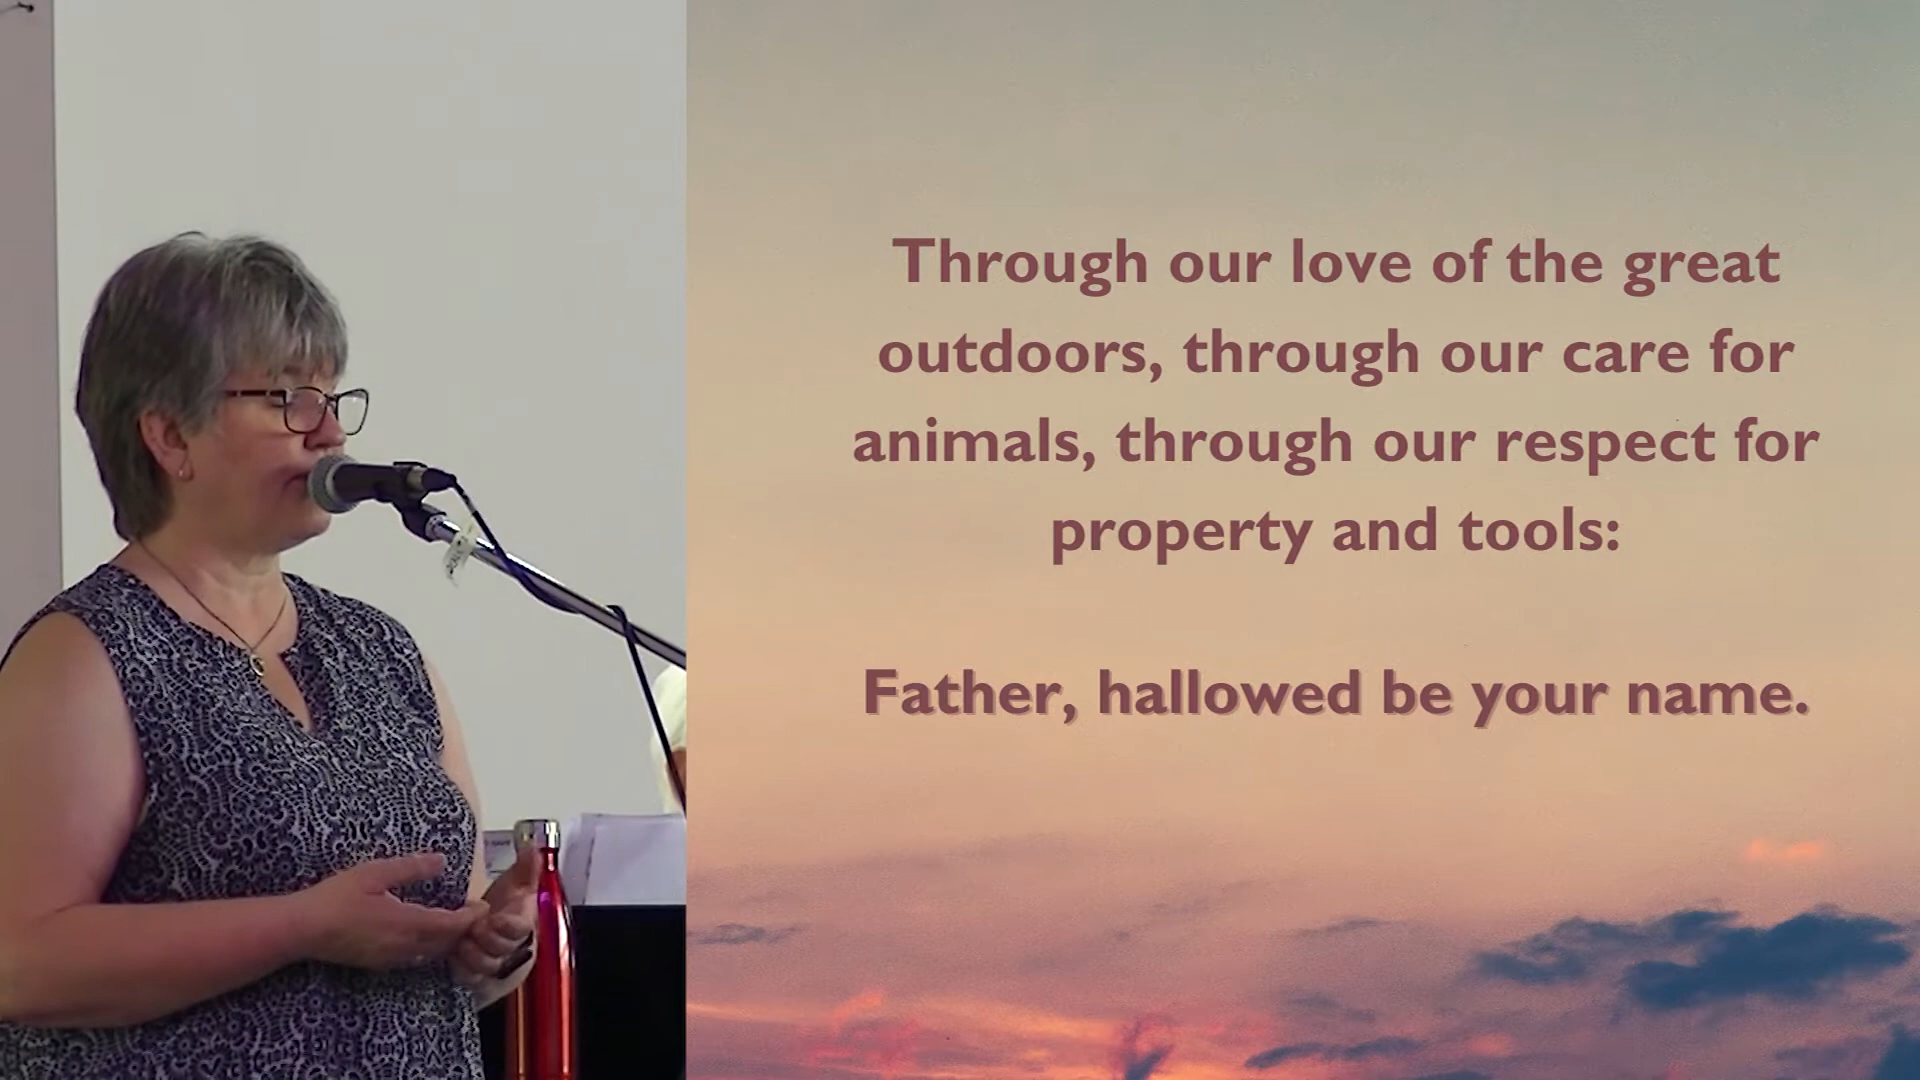 Through our love of the great
outdoors, through our care for
animals, through our respect for
property and tools:
Father, hallowed be your name.